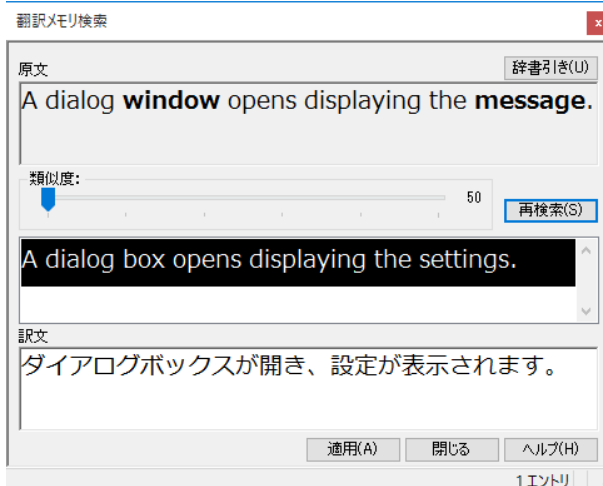 翻訳メモリ検索
x
原文
辞書引き(U)
A dialog window opens displaying the message.
類似度:
50
再検索(S)
A dialog box opens displaying the settings.
訳文
ダイアログボックスが開き、設定が表示されます。
適用(A) 閉じる ヘルプ(H)
1エントリ